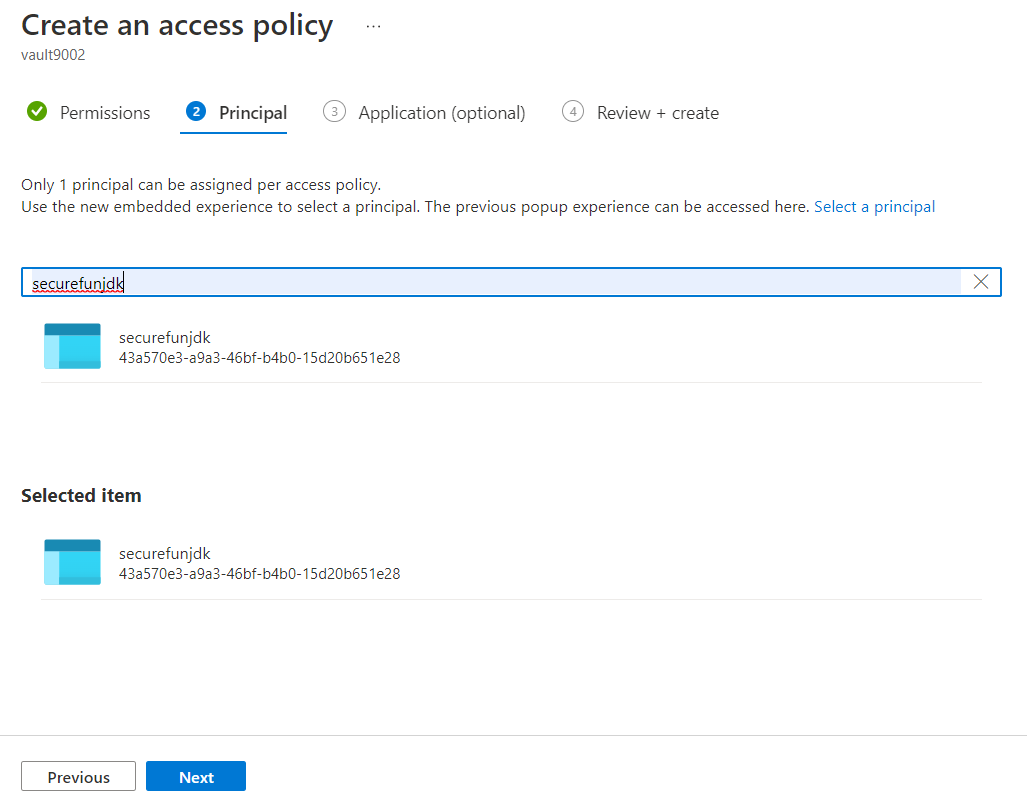 Create an access policy ...
vault9002
Permissions 2 Principal 3 Application (optional) 4 Review + create
Only 1 principal can be assigned per access policy.
Use the new embedded experience to select a principal. The previous popup experience can be accessed here. Select a principal
securefunjdk
securefunjdk
43a570e3-a9a3-46bf-b4b0-15d20b651e28
Selected item
securefunjdk
43a570e3-a9a3-46bf-b4b0-15d20b651e28
Previous Next